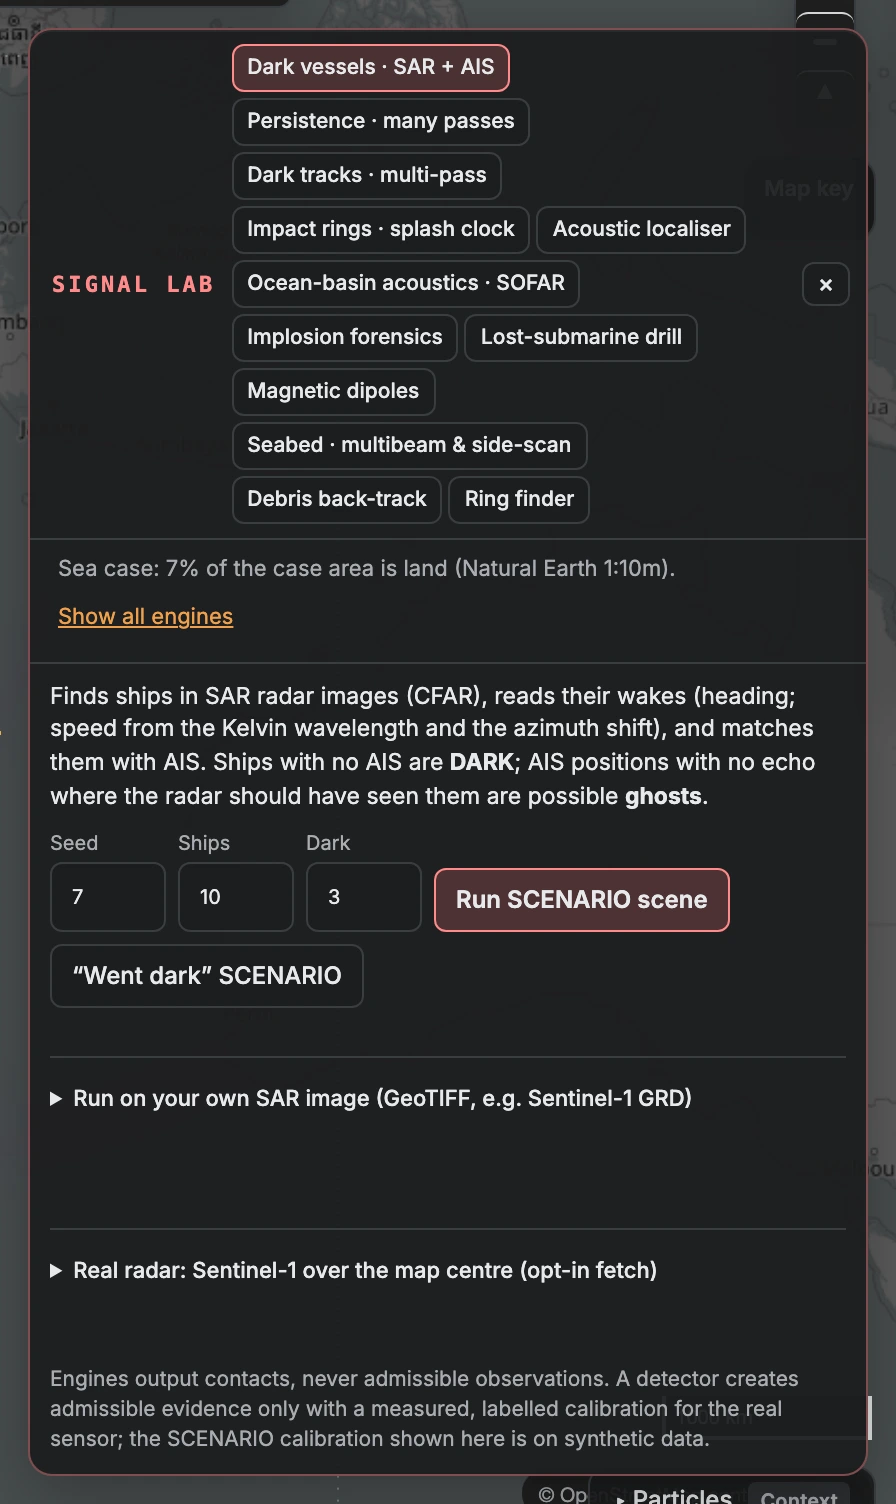 Dark vessels · SAR + AIS
Persistence · many passes
Dark tracks · multi-pass
Map key
Impact rings · splash clock
Acoustic localiser
SIGNAL LAB
Ocean-basin acoustics · SOFAR
×
Implosion forensics
Lost-submarine drill
Magnetic dipoles
Seabed · multibeam & side-scan
Debris back-track
Ring finder
Sea case: 7% of the case area is land (Natural Earth 1:10m).
Show all engines
Finds ships in SAR radar images (CFAR), reads their wakes (heading;
speed from the Kelvin wavelength and the azimuth shift), and matches
them with AIS. Ships with no AIS are DARK; AIS positions with no echo
where the radar should have seen them are possible ghosts.
Seed
Ships
Dark
7
10
3
Run SCENARIO scene
“Went dark” SCENARIO
▶ Run on your own SAR image (GeoTIFF, e.g. Sentinel-1 GRD)
▶ Real radar: Sentinel-1 over the map centre (opt-in fetch)
Engines output contacts, never admissible observations. A detector creates
admissible evidence only with a measured, labelled calibration for the real
sensor; the SCENARIO calibration shown here is on synthetic data.
© Op
▸ Particles
Context